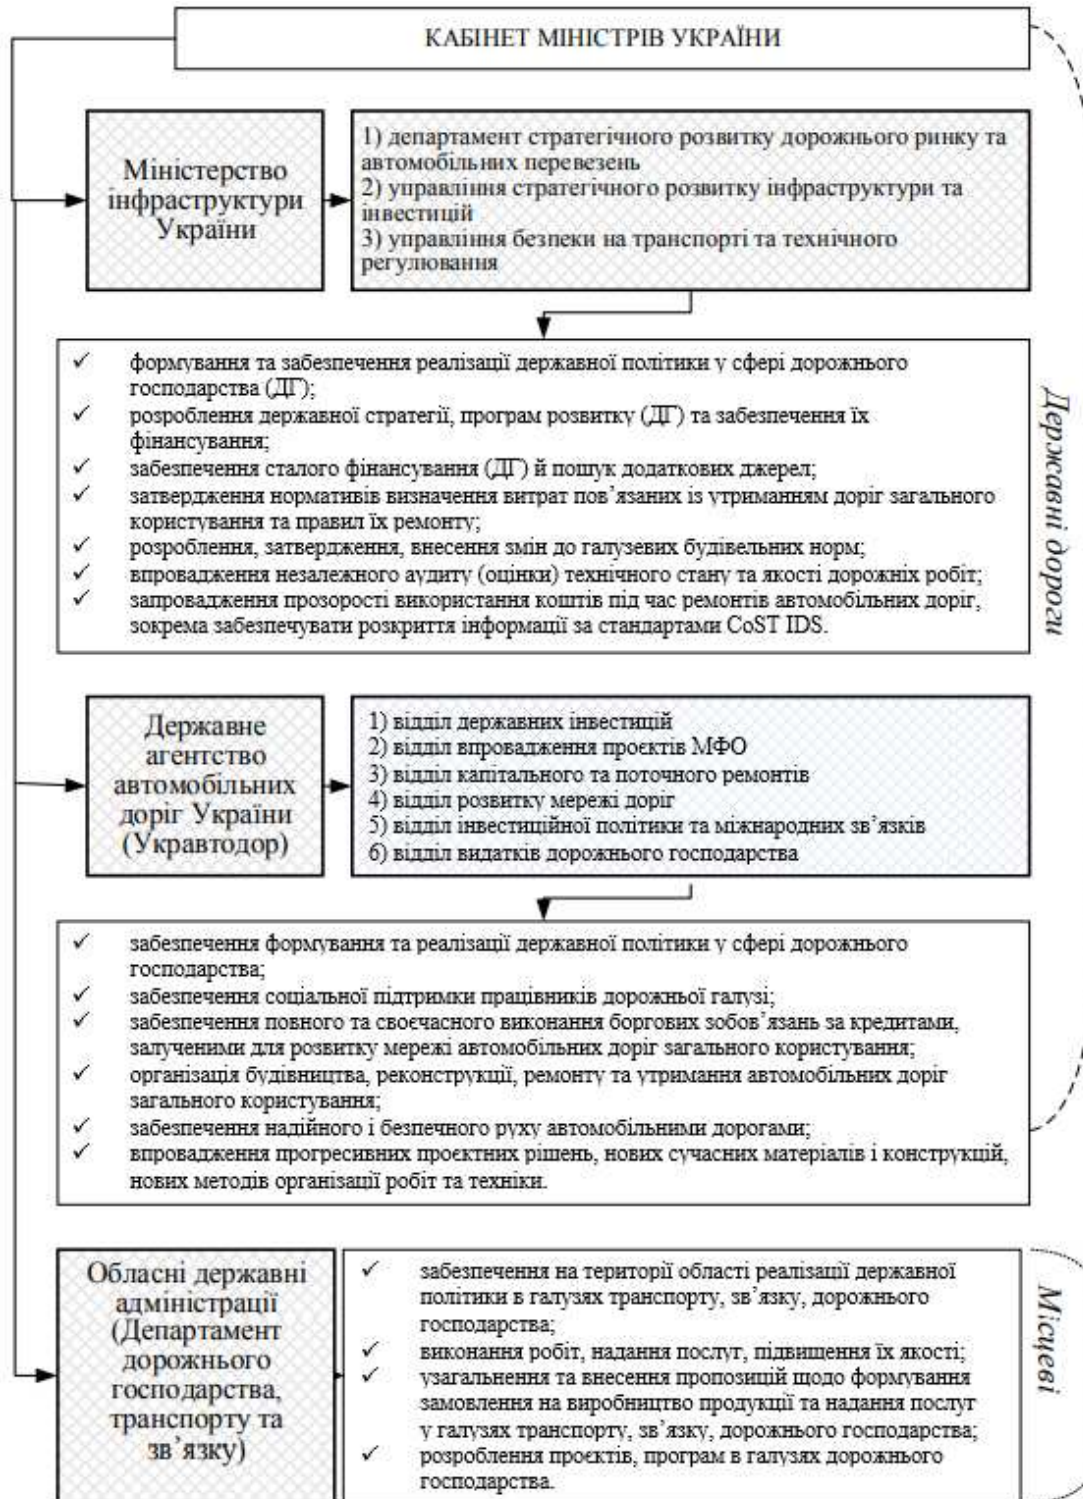 КАБІНЕТ МІНІСТРІВ УКРАЇНИ
Міністерство
інфраструктури
України
1) департамент стратегічного розвитку дорожнього ринку та
автомобільних перевезень
2) управління стратегічного розвитку інфраструктури та
інвестицій
3) управління безпеки на транспорті та технічного
регулювання
✓ формування та забезпечення реалізації державної політики у сфері дорожнього
господарства (ДГ);
✓ розроблення державної стратегії, програм розвитку (ДГ) та забезпечення їх
фінансування;
✓ забезпечення сталого фінансування (ДГ) й пошук додаткових джерел;
✓ затвердження нормативів визначення витрат пов’язаних із утриманням доріг загального
користування та правил їх ремонту;
✓ розроблення, затвердження, внесення змін до галузевих будівельних норм;
✓ впровадження незалежного аудиту (оцінки) технічного стану та якості дорожніх робіт;
✓ запровадження прозорості використання коштів під час ремонтів автомобільних доріг,
зокрема забезпечувати розкриття інформації за стандартами CoST IDS.
Державні дороги
Державне
агентство
автомобільних
доріг України
(Укравтодор)
1) відділ державних інвестицій
2) відділ впровадження проєктів МФО
3) відділ капітального та поточного ремонтів
4) відділ розвитку мережі доріг
5) відділ інвестиційної політики та міжнародних зв’язків
6) відділ видатків дорожнього господарства
✓ забезпечення формування та реалізації державної політики у сфері дорожнього
господарства;
✓ забезпечення соціальної підтримки працівників дорожньої галузі;
✓ забезпечення повного та своєчасного виконання боргових зобов’язань за кредитами,
залученими для розвитку мережі автомобільних доріг загального користування;
✓ організація будівництва, реконструкції, ремонту та утримання автомобільних доріг
загального користування;
✓ забезпечення надійного і безпечного руху автомобільними дорогами;
✓ впровадження прогресивних проєктних рішень, нових сучасних матеріалів і конструкцій,
нових методів організації робіт та техніки.
Обласні державні
адміністрації
(Департамент
дорожнього
господарства,
транспорту та
зв’язку)
✓ забезпечення на території області реалізації державної
політики в галузях транспорту, зв’язку, дорожнього
господарства;
✓ виконання робіт, надання послуг, підвищення їх якості;
✓ узагальнення та внесення пропозицій щодо формування
замовлення на виробництво продукції та надання послуг
у галузях транспорту, зв’язку, дорожнього господарства;
✓ розроблення проєктів, програм в галузях дорожнього
господарства.
Місцеві